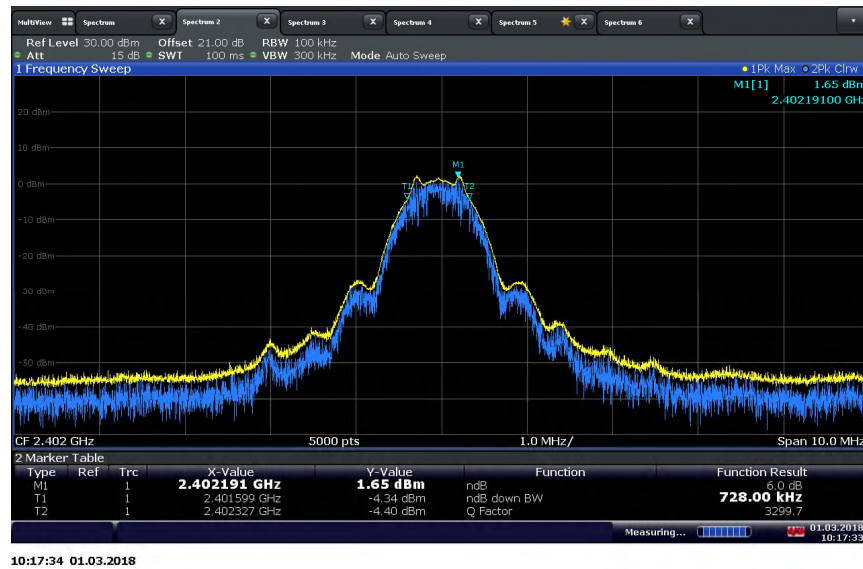 MultiView Spectrum X Spectrum 2 X Spectrum 3 X Spectrum 4 X Spectrum 5 X Spectrum 6 X
Ref Level 30.00 dBm Offset 21.00 dB RBW 100 kHz
Att 15 dB SWT 100 ms VBW 300 kHz Mode Auto Sweep
1 Frequency Sweep 1Pk Max 2Pk Clrw
M1[1] 1.65 dBm
2.40219100 GHz
20 dBm
10 dBm
M1
0 dBm T1 T2
-10 dBm
-20 dBm
-30 dBm
-40 dBm
-50 dBm
CF 2.402 GHz 5000 pts 1.0 MHz/ Span 10.0 MHz
2 Marker Table
Type Ref Trc X-Value Y-Value Function Function Result
M1 1 2.402191 GHz 1.65 dBm ndB 6.0 dB
T1 1 2.401599 GHz -4.34 dBm ndB down BW 728.00 kHz
T2 1 2.402327 GHz -4.40 dBm Q Factor 3299.7
Measuring... 01.03.2018
10:17:33
10:17:34 01.03.2018